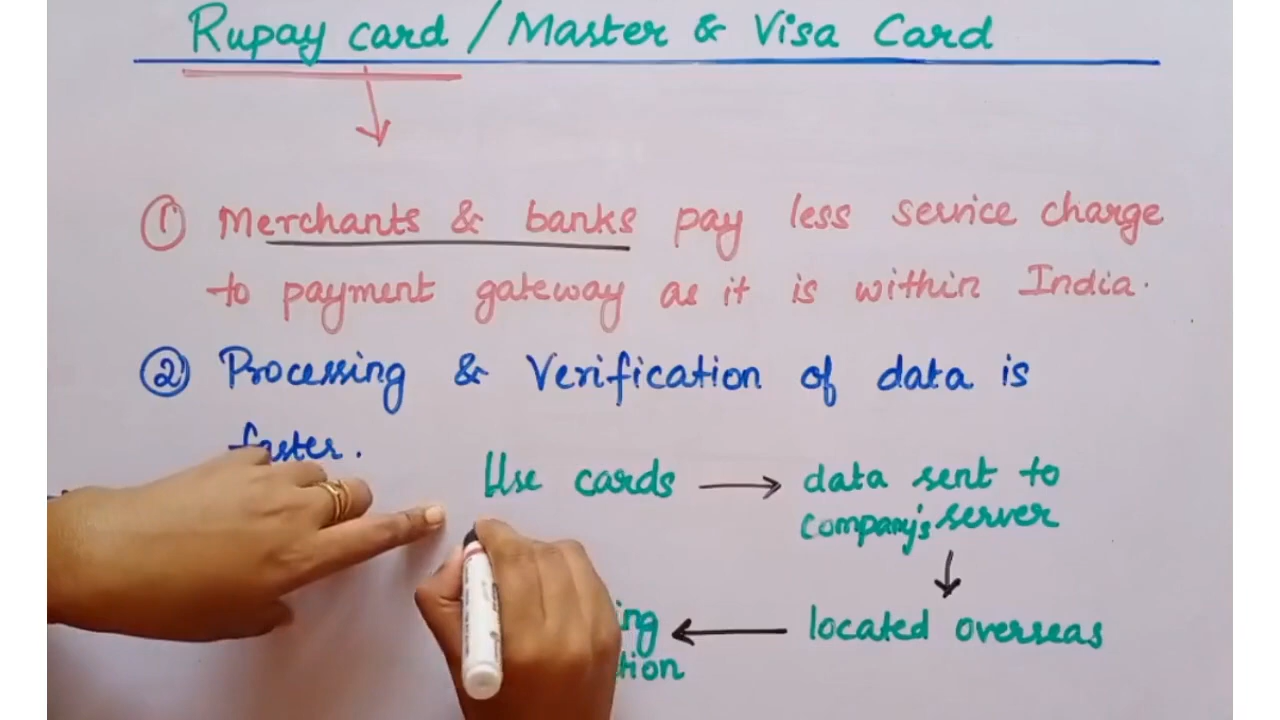 Rupay card / Master & Visa Card
① Merchants & banks pay less service charge
to payment gateway as it is within India.
② Processing & Verification of data is
faster.
Use cards → data sent to
company's server
↓
← located overseas